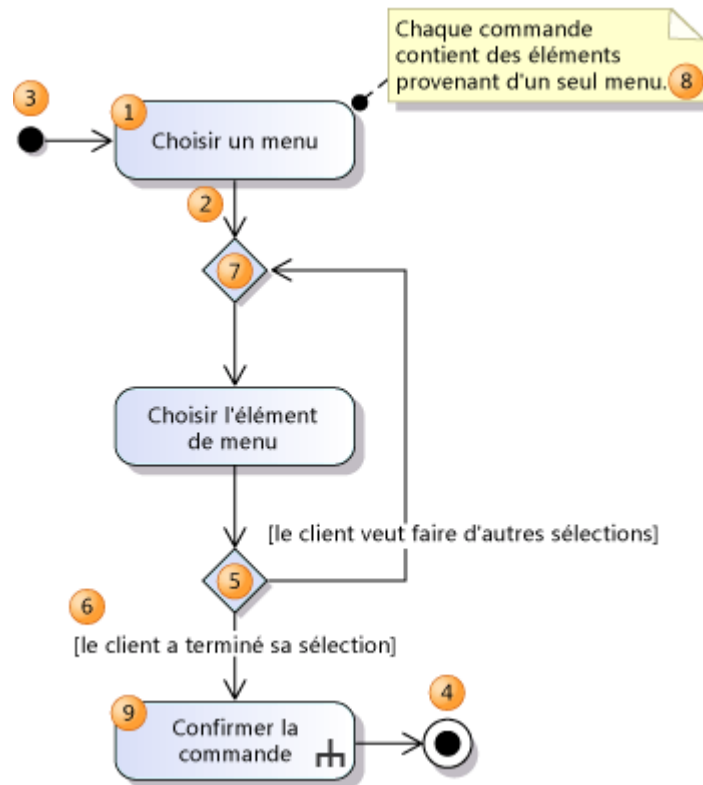 Chaque commande
contient des éléments
provenant d'un seul menu.
8
3
1
Choisir un menu
2
7
Choisir l'élément
de menu
[le client veut faire d'autres sélections]
5
6
[le client a terminé sa sélection]
4
9
Confirmer la
commande